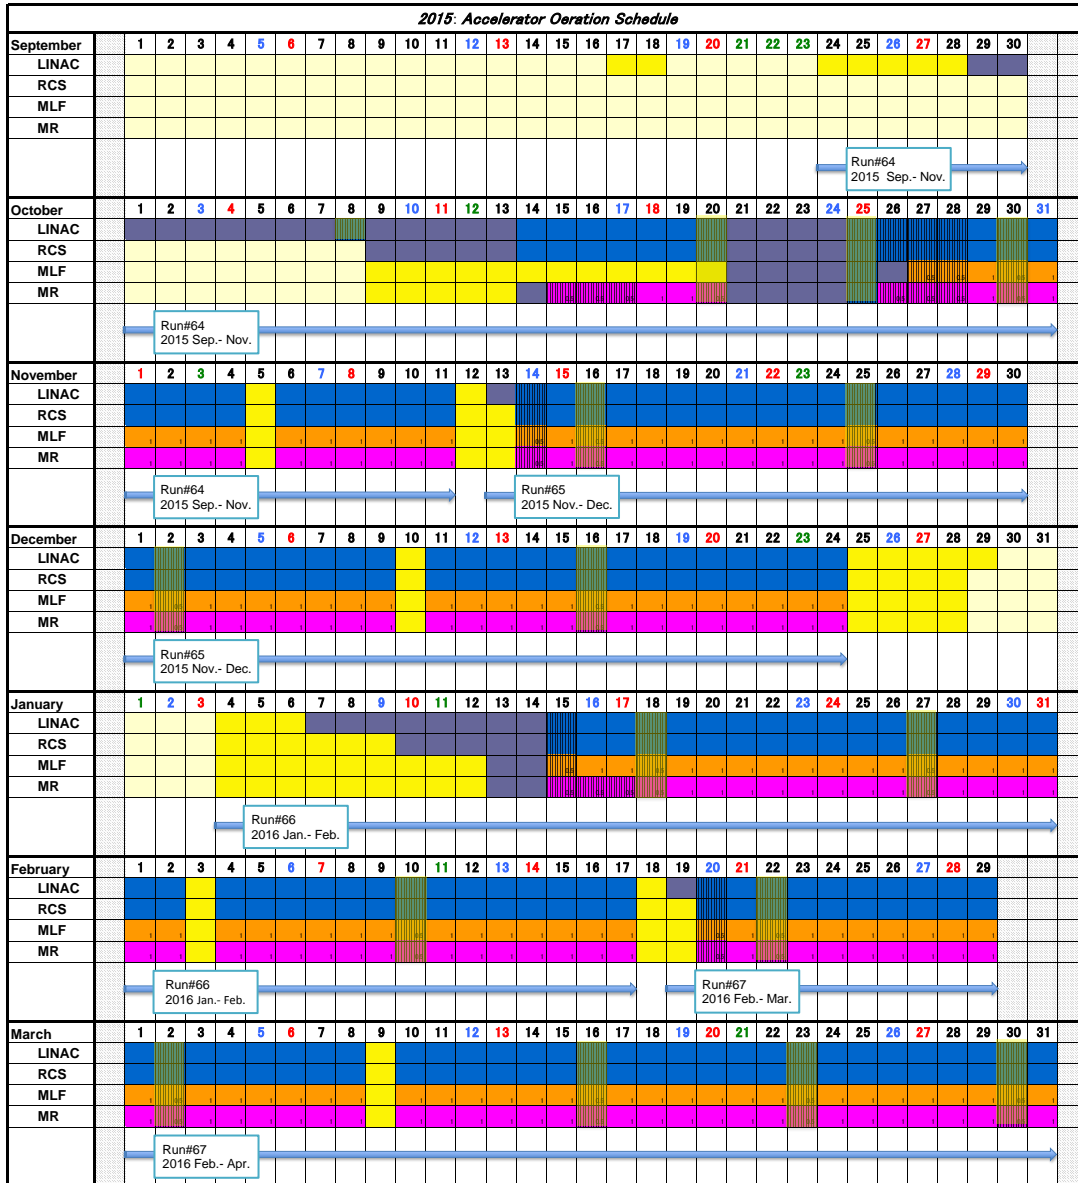 2015: Accelerator Oeration Schedule
September 1 2 3 4 5 6 7 8 9 10 11 12 13 14 15 16 17 18 19 20 21 22 23 24 25 26 27 28 29 30
LINAC
RCS
MLF
MR
Run#64
2015 Sep.- Nov.
October 1 2 3 4 5 6 7 8 9 10 11 12 13 14 15 16 17 18 19 20 21 22 23 24 25 26 27 28 29 30 31
LINAC
RCS
MLF
MR
Run#64
2015 Sep.- Nov.
November 1 2 3 4 5 6 7 8 9 10 11 12 13 14 15 16 17 18 19 20 21 22 23 24 25 26 27 28 29 30
LINAC
RCS
MLF
MR
Run#64
2015 Sep.- Nov.
Run#65
2015 Nov.- Dec.
December 1 2 3 4 5 6 7 8 9 10 11 12 13 14 15 16 17 18 19 20 21 22 23 24 25 26 27 28 29 30 31
LINAC
RCS
MLF
MR
Run#65
2015 Nov.- Dec.
January 1 2 3 4 5 6 7 8 9 10 11 12 13 14 15 16 17 18 19 20 21 22 23 24 25 26 27 28 29 30 31
LINAC
RCS
MLF
MR
Run#66
2016 Jan.- Feb.
February 1 2 3 4 5 6 7 8 9 10 11 12 13 14 15 16 17 18 19 20 21 22 23 24 25 26 27 28 29
LINAC
RCS
MLF
MR
Run#66
2016 Jan.- Feb.
Run#67
2016 Feb.- Mar.
March 1 2 3 4 5 6 7 8 9 10 11 12 13 14 15 16 17 18 19 20 21 22 23 24 25 26 27 28 29 30 31
LINAC
RCS
MLF
MR
Run#67
2016 Feb.- Apr.